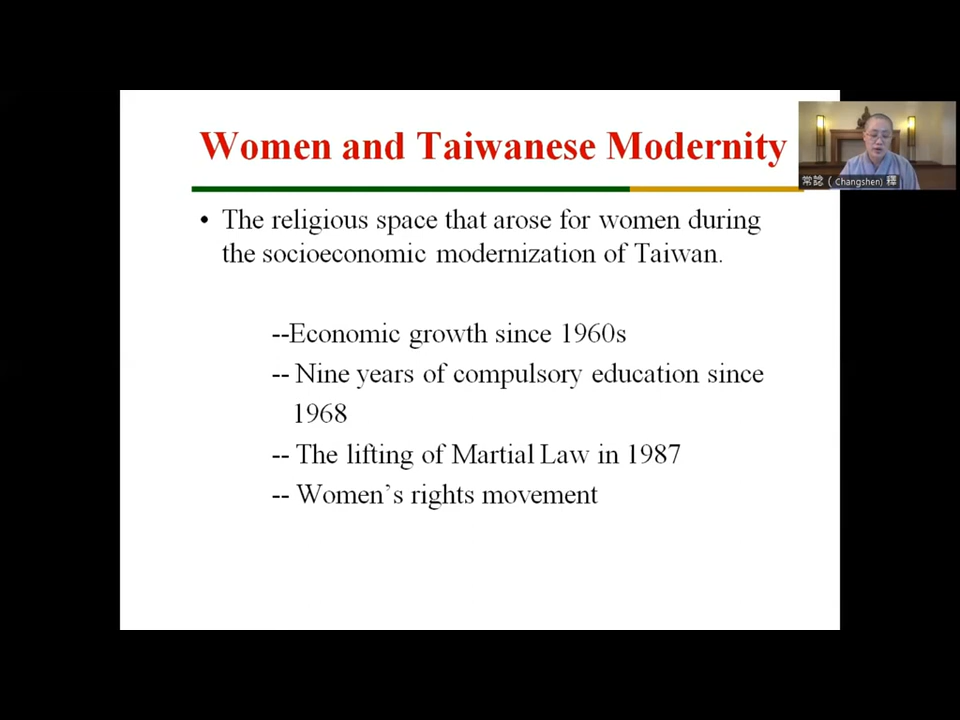 Women and Taiwanese Modernity
常認 ( Changshen) 釋
• The religious space that arose for women during
the socioeconomic modernization of Taiwan.
--Economic growth since 1960s
-- Nine years of compulsory education since
1968
-- The lifting of Martial Law in 1987
-- Women’s rights movement